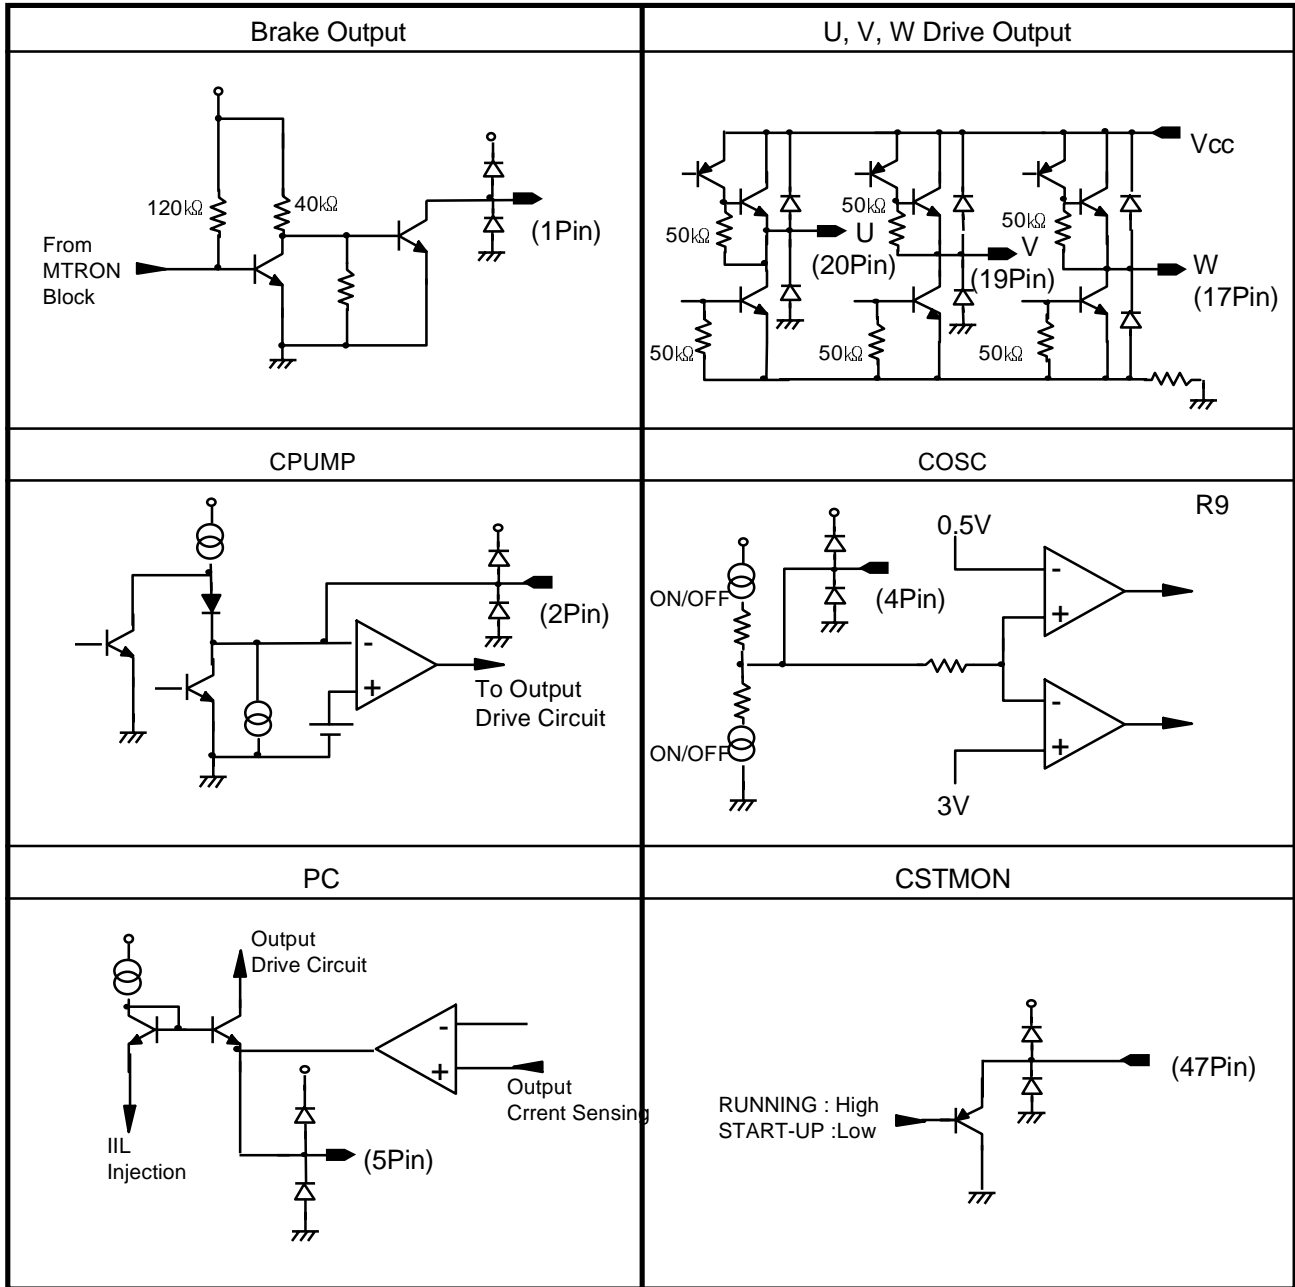 Brake Output
120kΩ
40kΩ
From
MTRON
Block
(1Pin)
U, V, W Drive Output
Vcc
50kΩ
50kΩ
50kΩ
U
(20Pin)
V
(19Pin)
W
(17Pin)
50kΩ
50kΩ
50kΩ
CPUMP
(2Pin)
-
+
To Output
Drive Circuit
COSC
R9
0.5V
ON/OFF
(4Pin)
-
+
-
+
ON/OFF
3V
PC
Output
Drive Circuit
-
+
Output
Crrent Sensing
IIL
Injection
(5Pin)
CSTMON
(47Pin)
RUNNING : High
START-UP :Low